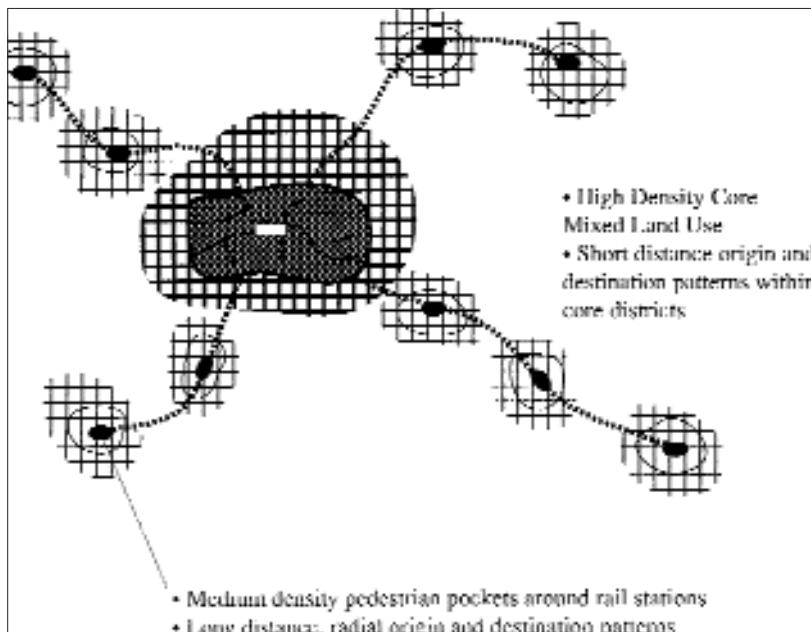 • High Density Core
Mixed Land Use
• Short distance origin and
destination patterns within
core districts
• Medium density pedestrian pockets around rail stations
• Long distance, radial origin and destination patterns